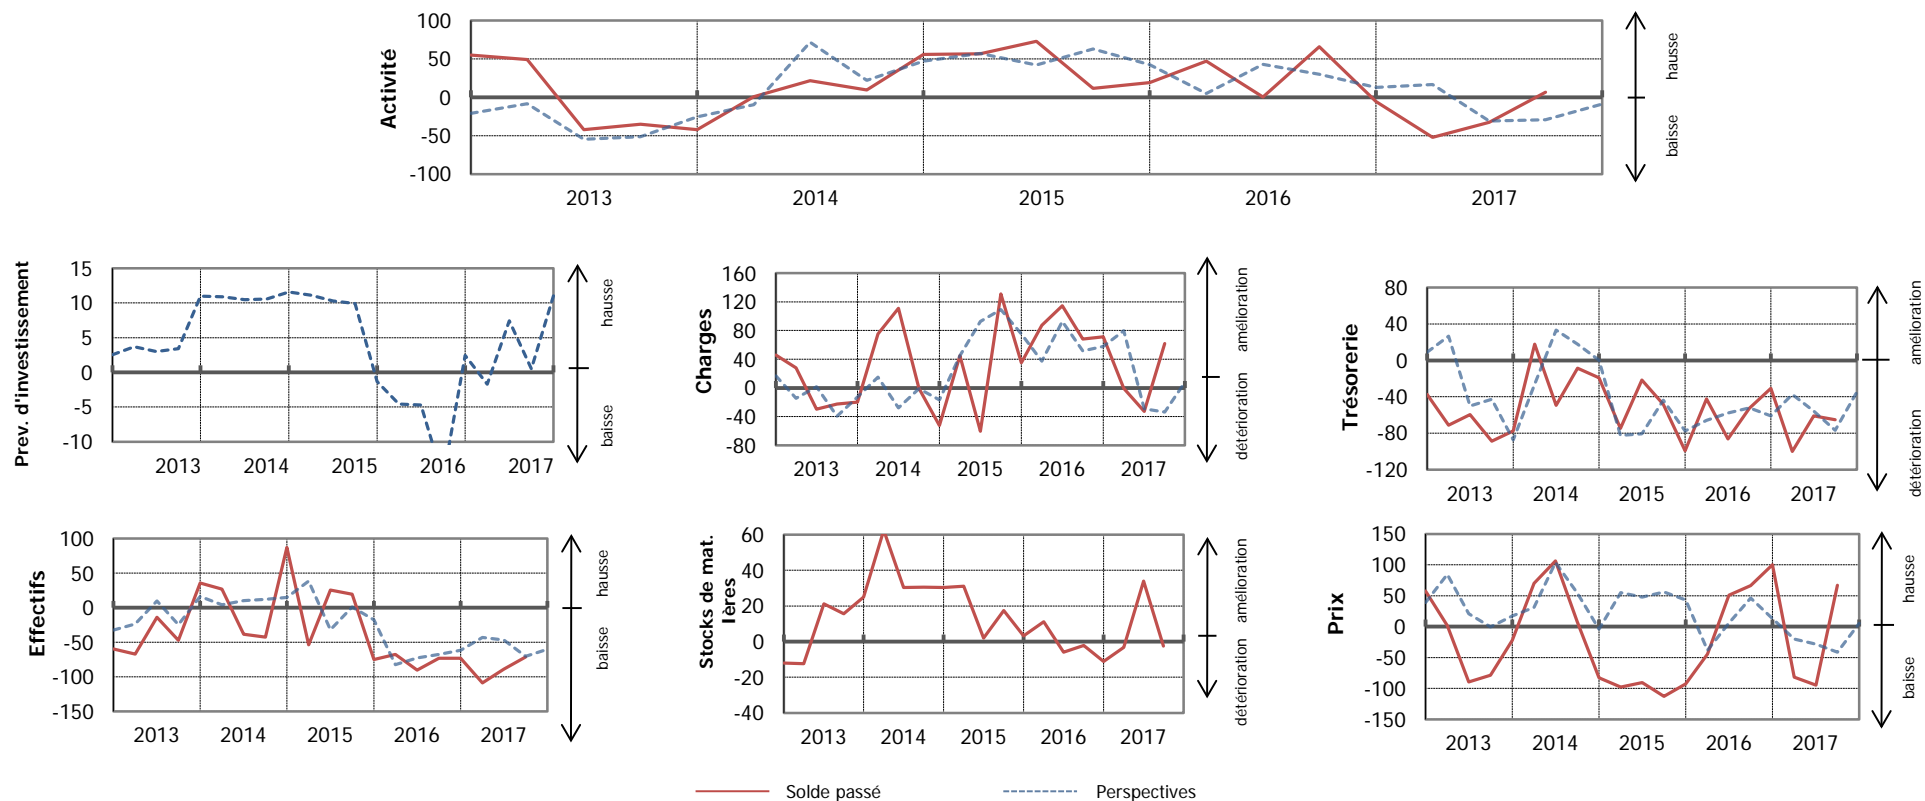 Activité
100
50
0
-50
-100
2013 2014 2015 2016 2017
hausse
baisse
Prev. d'investissement
15
10
5
0
-5
-10
2013 2014 2015 2016 2017
hausse
baisse
Charges
160
120
80
40
0
-40
-80
2013 2014 2015 2016 2017
amélioration
détérioration
Trésorerie
80
40
0
-40
-80
-120
2013 2014 2015 2016 2017
amélioration
détérioration
Effectifs
100
50
0
-50
-100
-150
2013 2014 2015 2016 2017
hausse
baisse
Stocks de mat.
1ères
60
40
20
0
-20
-40
2013 2014 2015 2016 2017
amélioration
détérioration
Prix
150
100
50
0
-50
-100
-150
2013 2014 2015 2016 2017
hausse
baisse
Solde passé Perspectives